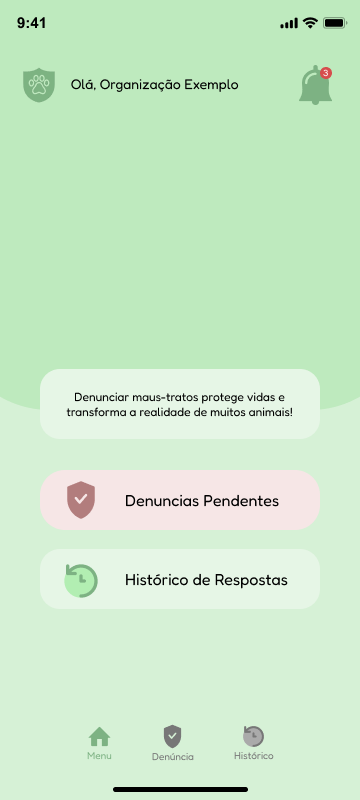 9:41
Olá, Organização Exemplo
3
Denunciar maus-tratos protege vidas e
transforma a realidade de muitos animais!
Denuncias Pendentes
Histórico de Respostas
Menu
Denúncia
Histórico